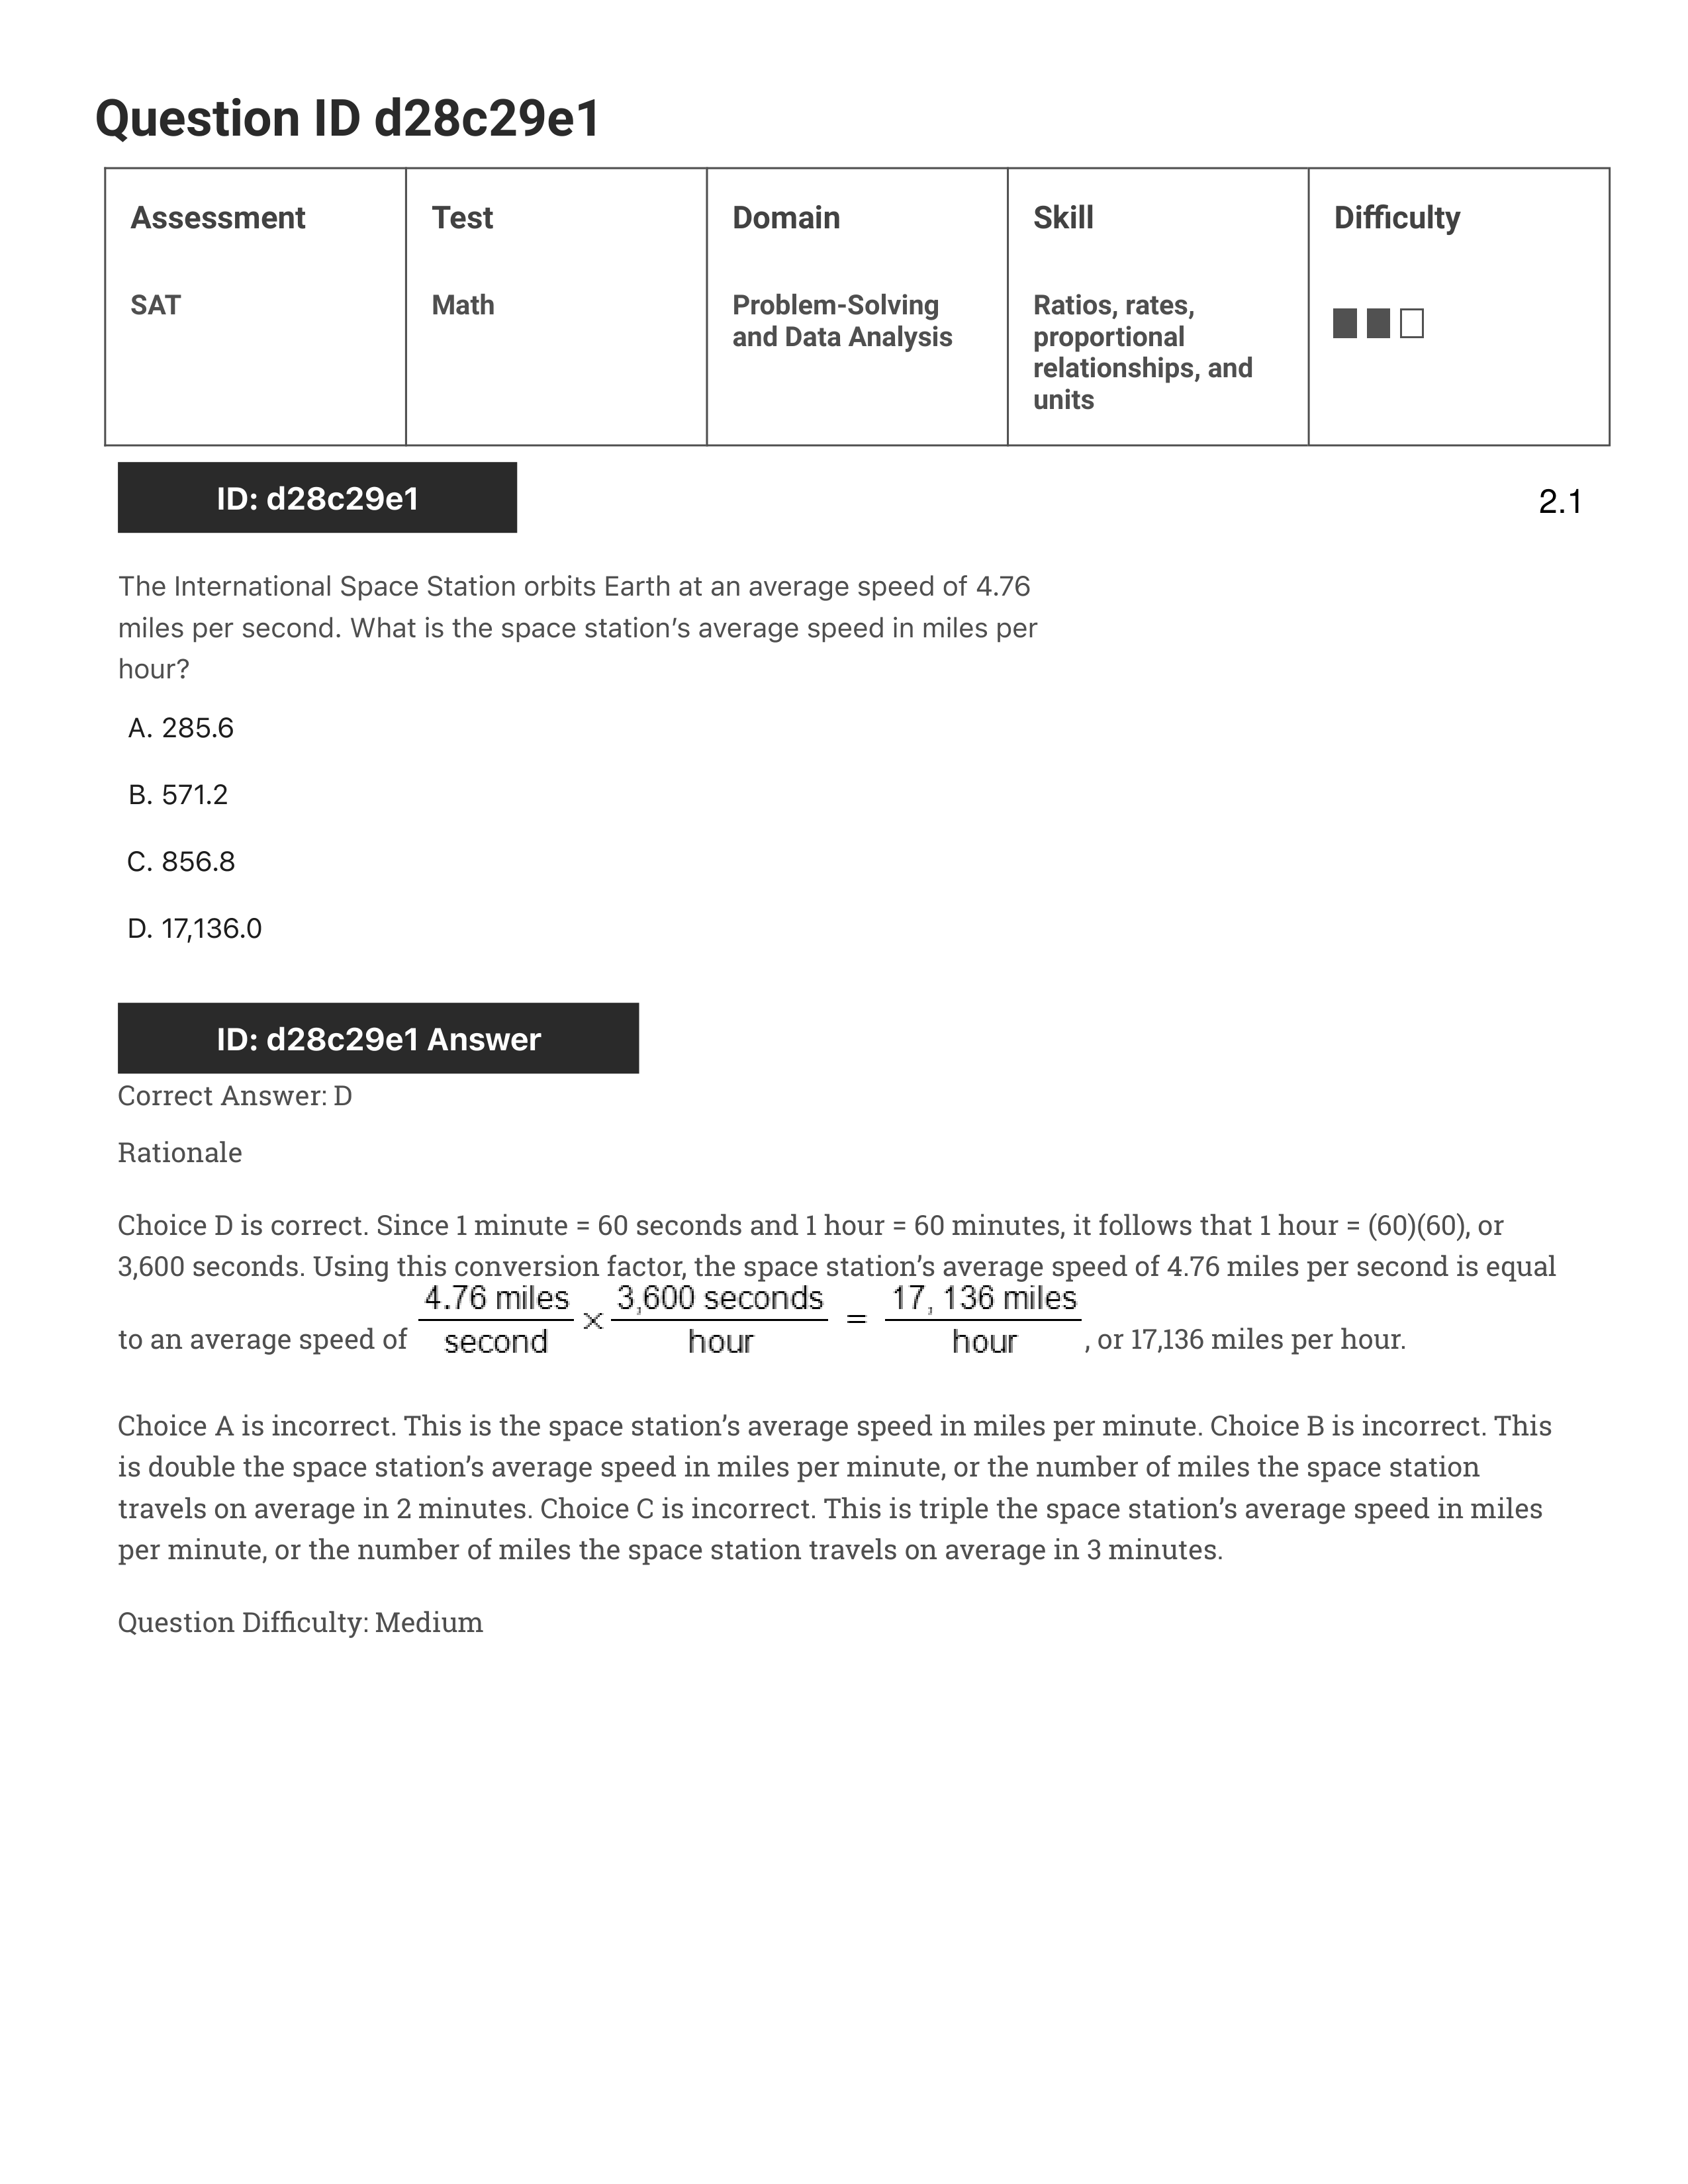 Question ID d28c29e1
Assessment
Test
Domain
Skill
Difficulty
SAT
Math
Problem-Solving
and Data Analysis
Ratios, rates,
proportional
relationships, and
units
ID: d28c29e1
2.1
The International Space Station orbits Earth at an average speed of 4.76
miles per second. What is the space station’s average speed in miles per
hour?
A. 285.6
B. 571.2
C. 856.8
D. 17,136.0
ID: d28c29e1 Answer
Correct Answer: D
Rationale
Choice D is correct. Since 1 minute = 60 seconds and 1 hour = 60 minutes, it follows that 1 hour = (60)(60), or
3,600 seconds. Using this conversion factor, the space station’s average speed of 4.76 miles per second is equal
to an average speed of 4.76 miles/second × 3,600 seconds/hour = 17, 136 miles/hour , or 17,136 miles per hour.
Choice A is incorrect. This is the space station’s average speed in miles per minute. Choice B is incorrect. This
is double the space station’s average speed in miles per minute, or the number of miles the space station
travels on average in 2 minutes. Choice C is incorrect. This is triple the space station’s average speed in miles
per minute, or the number of miles the space station travels on average in 3 minutes.
Question Difficulty: Medium